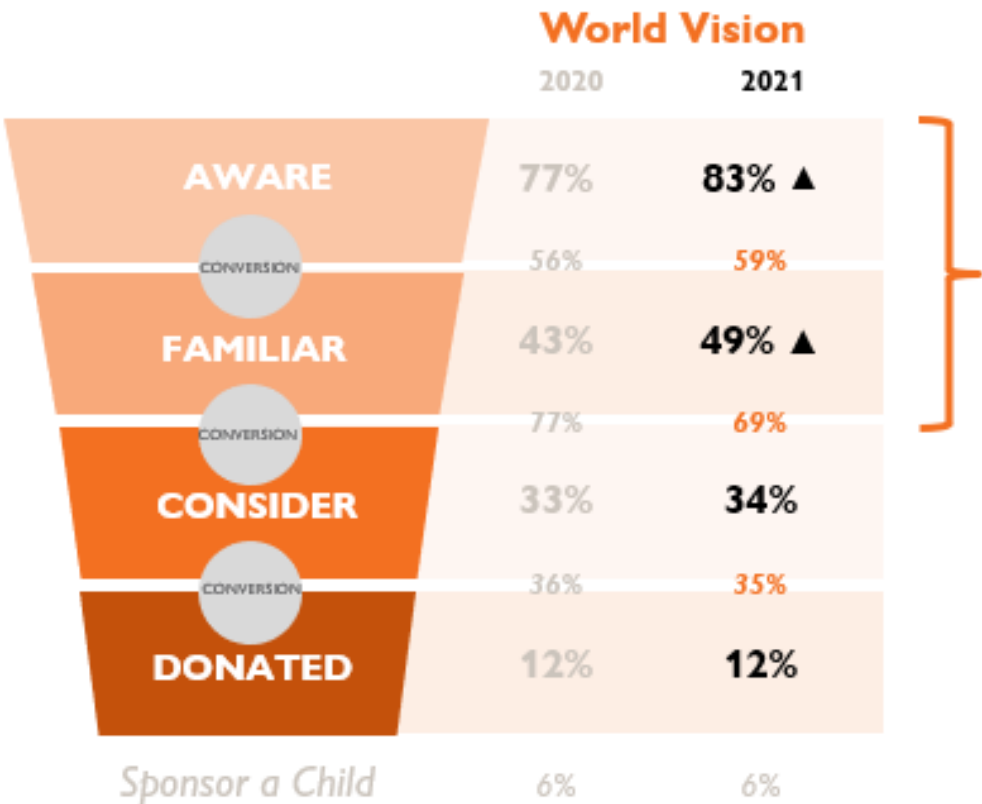 World Vision
2020 2021
AWARE 77% 83% ▲
CONVERSION 56% 59%
FAMILIAR 43% 49% ▲
CONVERSION 77% 69%
CONSIDER 33% 34%
CONVERSION 36% 35%
DONATED 12% 12%
Sponsor a Child 6% 6%